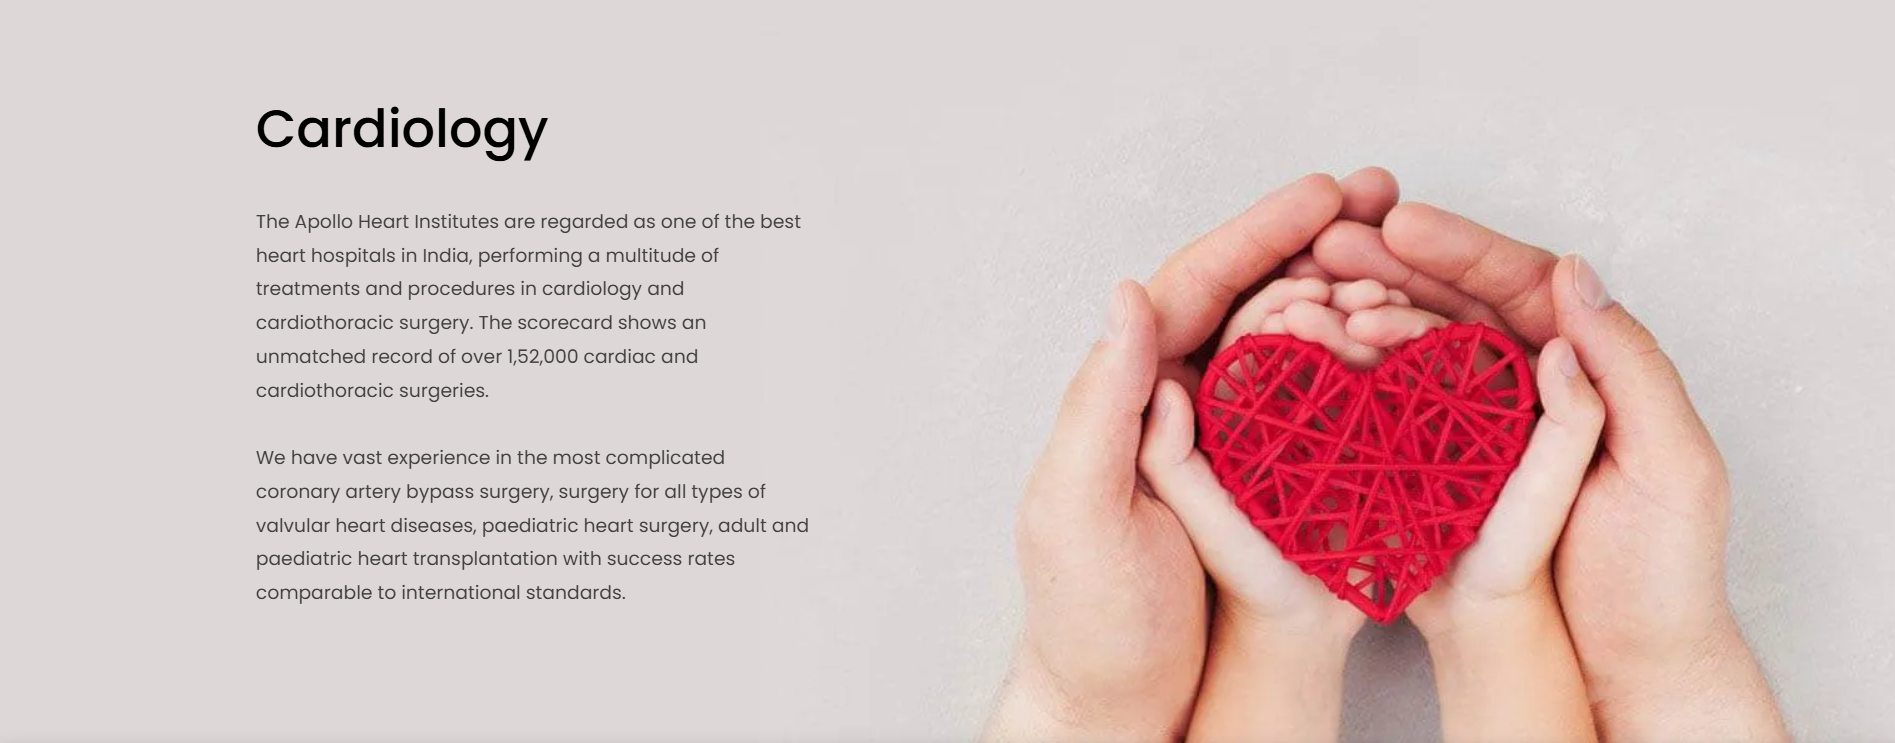 Cardiology
The Apollo Heart Institutes are regarded as one of the best
heart hospitals in India, performing a multitude of
treatments and procedures in cardiology and
cardiothoracic surgery. The scorecard shows an
unmatched record of over 1,52,000 cardiac and
cardiothoracic surgeries.
We have vast experience in the most complicated
coronary artery bypass surgery, surgery for all types of
valvular heart diseases, paediatric heart surgery, adult and
paediatric heart transplantation with success rates
comparable to international standards.